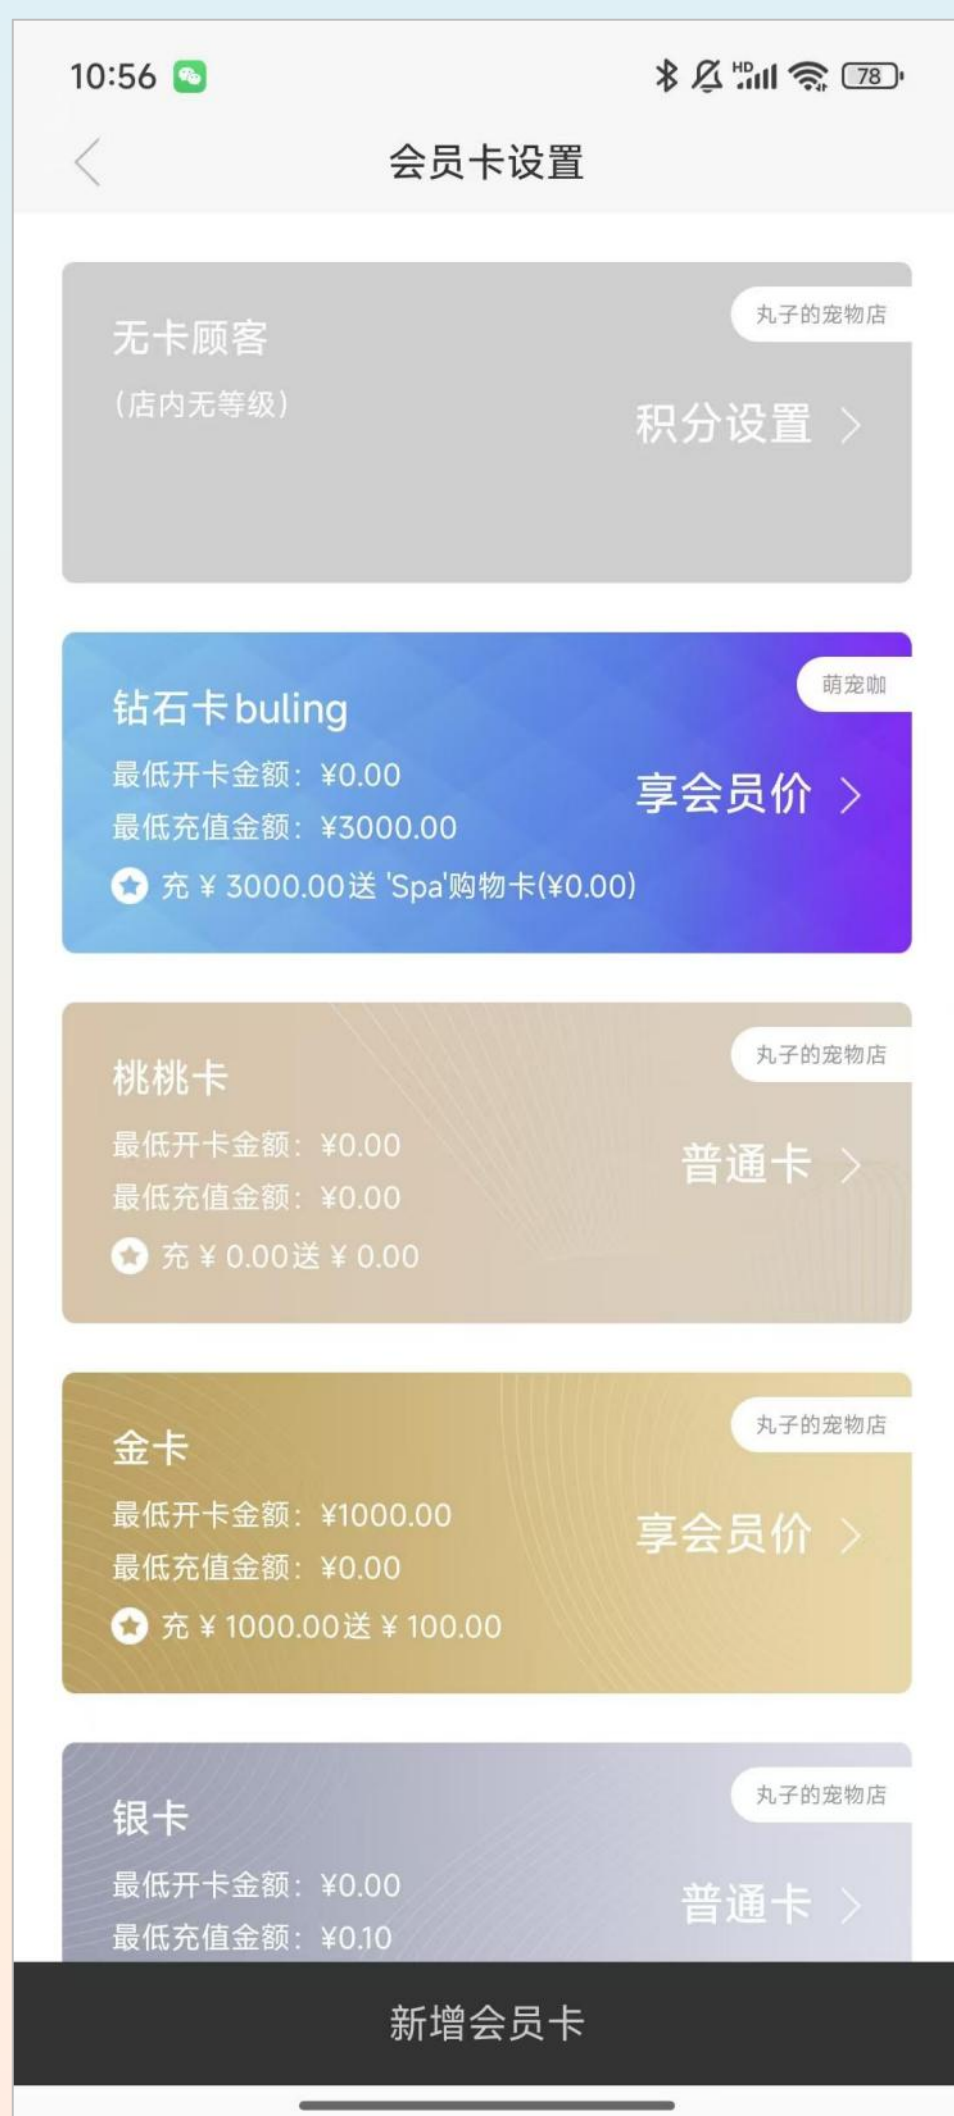 10:56
HD
78
会员卡设置
丸子的宠物店
无卡顾客
（店内无等级）
积分设置
萌宠咖
钻石卡buling
最低开卡金额：¥0.00
享会员价
最低充值金额：¥3000.00
充 ¥ 3000.00送 'Spa'购物卡(¥0.00)
丸子的宠物店
桃桃卡
最低开卡金额：¥0.00
普通卡
最低充值金额：¥0.00
充 ¥ 0.00送 ¥ 0.00
丸子的宠物店
金卡
最低开卡金额：¥1000.00
享会员价
最低充值金额：¥0.00
充 ¥ 1000.00送 ¥ 100.00
丸子的宠物店
银卡
最低开卡金额：¥0.00
普通卡
最低充值金额：¥0.10
新增会员卡